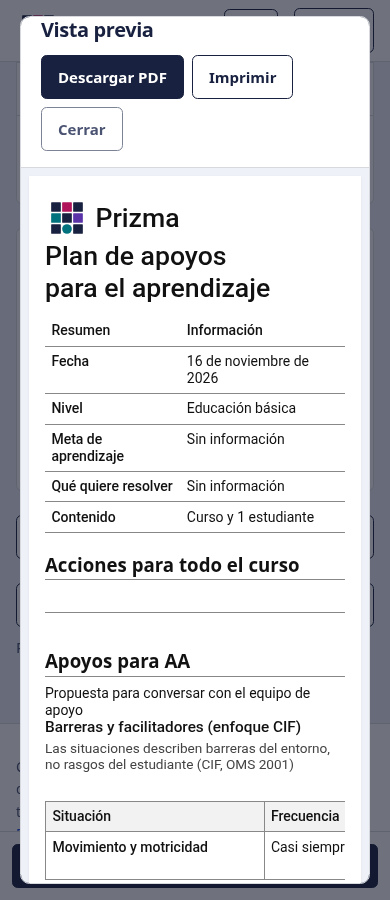 Vista previa
Descargar PDF
Imprimir
Cerrar
Prizma
Plan de apoyos
para el aprendizaje
Resumen Información
Fecha 16 de noviembre de
2026
Nivel Educación básica
Meta de Sin información
aprendizaje
Qué quiere resolver Sin información
Contenido Curso y 1 estudiante
Acciones para todo el curso
Apoyos para AA
Propuesta para conversar con el equipo de
apoyo
Barreras y facilitadores (enfoque CIF)
Las situaciones describen barreras del entorno,
no rasgos del estudiante (CIF, OMS 2001)
Situación Frecuencia
Movimiento y motricidad Casi siempr